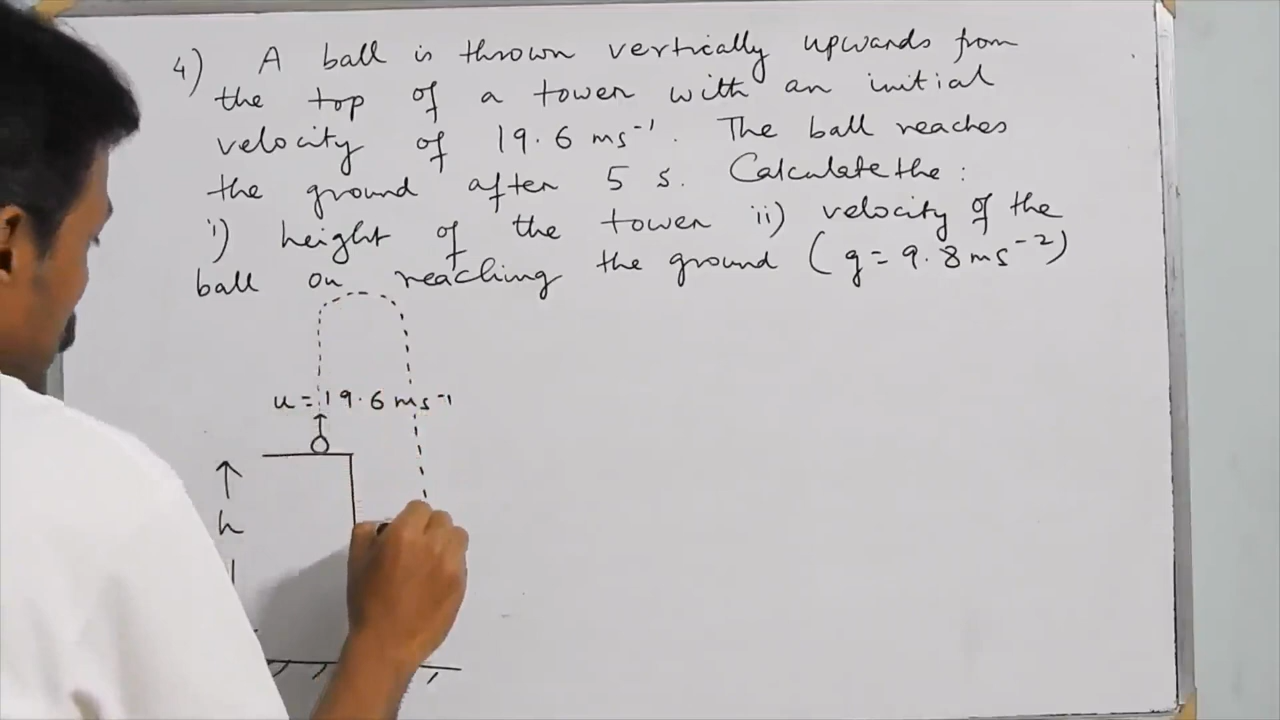 4) A ball is thrown vertically upwards from
the top of a tower with an initial
velocity of 19.6 ms⁻¹. The ball reaches
the ground after 5 s. Calculate the :
i) height of the tower ii) velocity of the
ball on reaching the ground (g = 9.8 ms⁻²)
u = 19.6 ms⁻¹
h